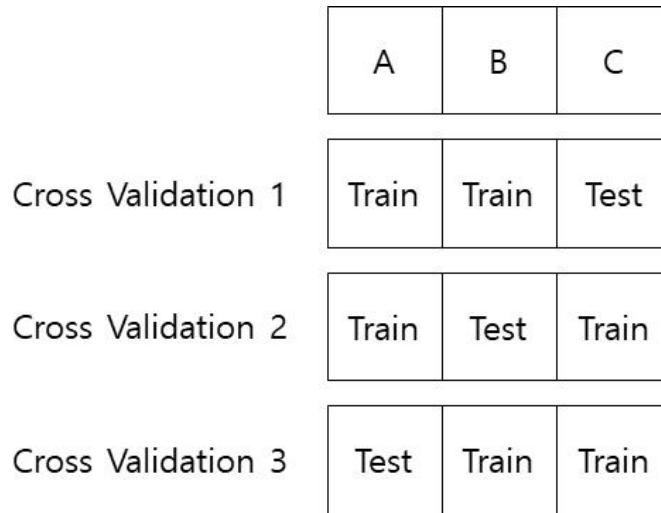 A B C
Cross Validation 1 Train Train Test
Cross Validation 2 Train Test Train
Cross Validation 3 Test Train Train